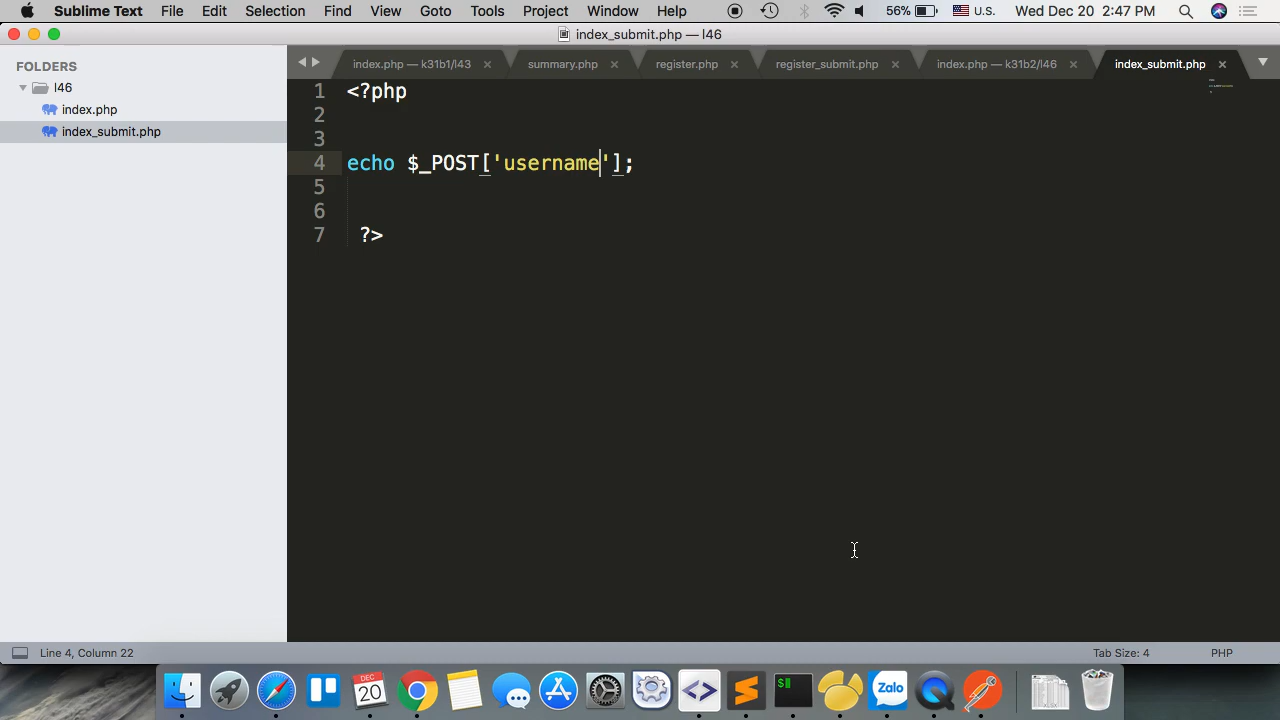 Sublime Text File Edit Selection Find View Goto Tools Project Window Help 56% U.S. Wed Dec 20 2:47 PM
index_submit.php — l46
FOLDERS
l46
index.php
index_submit.php
index.php — k31b1/l43 summary.php register.php register_submit.php index.php — k31b2/l46 index_submit.php
1 <?php
2
3
4 echo $_POST['username'];
5
6
7 ?>
Line 4, Column 22 Tab Size: 4 PHP
DEC
20
$
Zalo